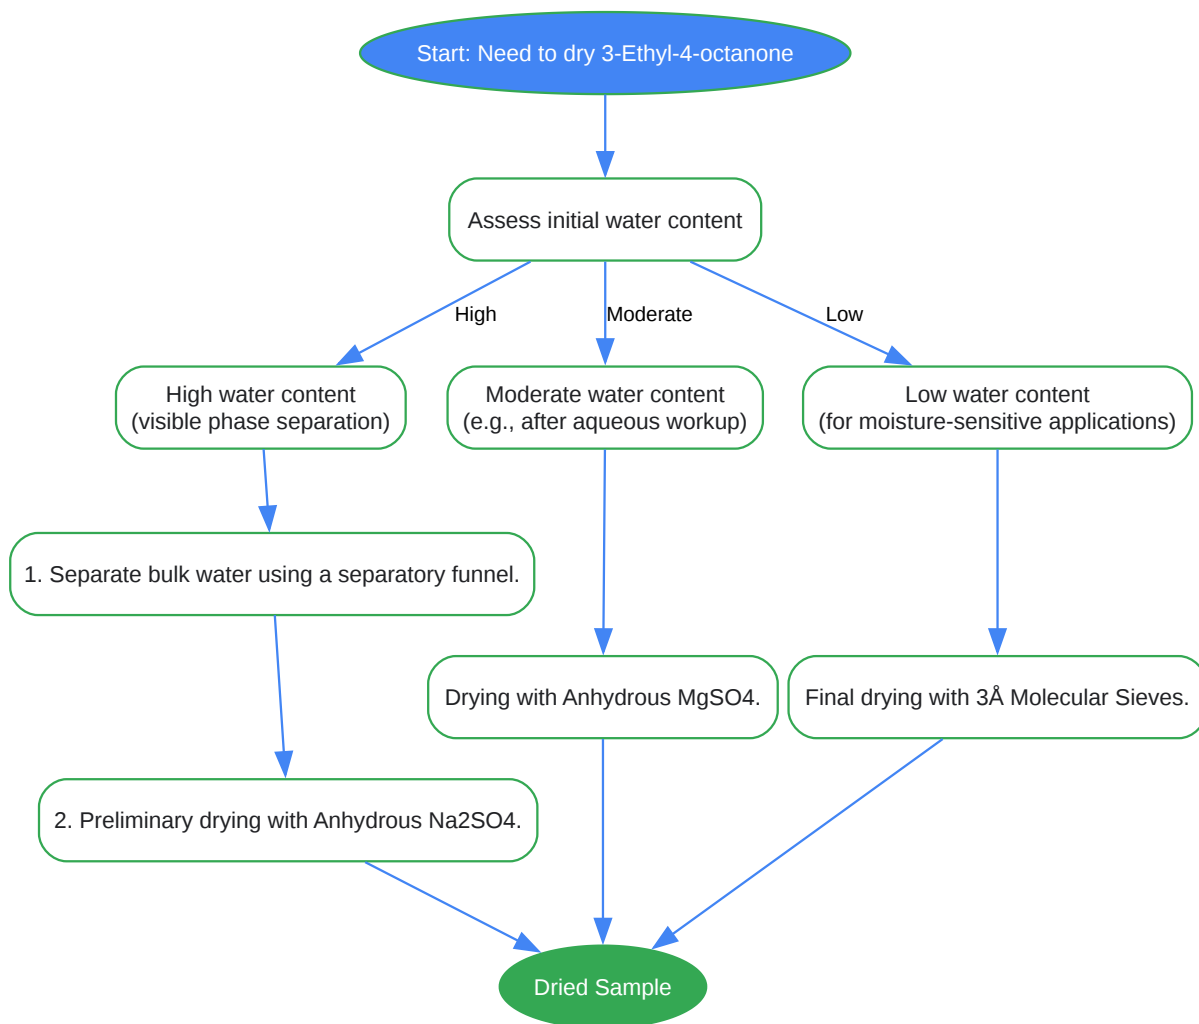 Start: Need to dry 3-Ethyl-4-octanone
Assess initial water content
High
Moderate
Low
High water content
(visible phase separation)
Moderate water content
(e.g., after aqueous workup)
Low water content
(for moisture-sensitive applications)
1. Separate bulk water using a separatory funnel.
Drying with Anhydrous MgSO4.
Final drying with 3Å Molecular Sieves.
2. Preliminary drying with Anhydrous Na2SO4.
Dried Sample